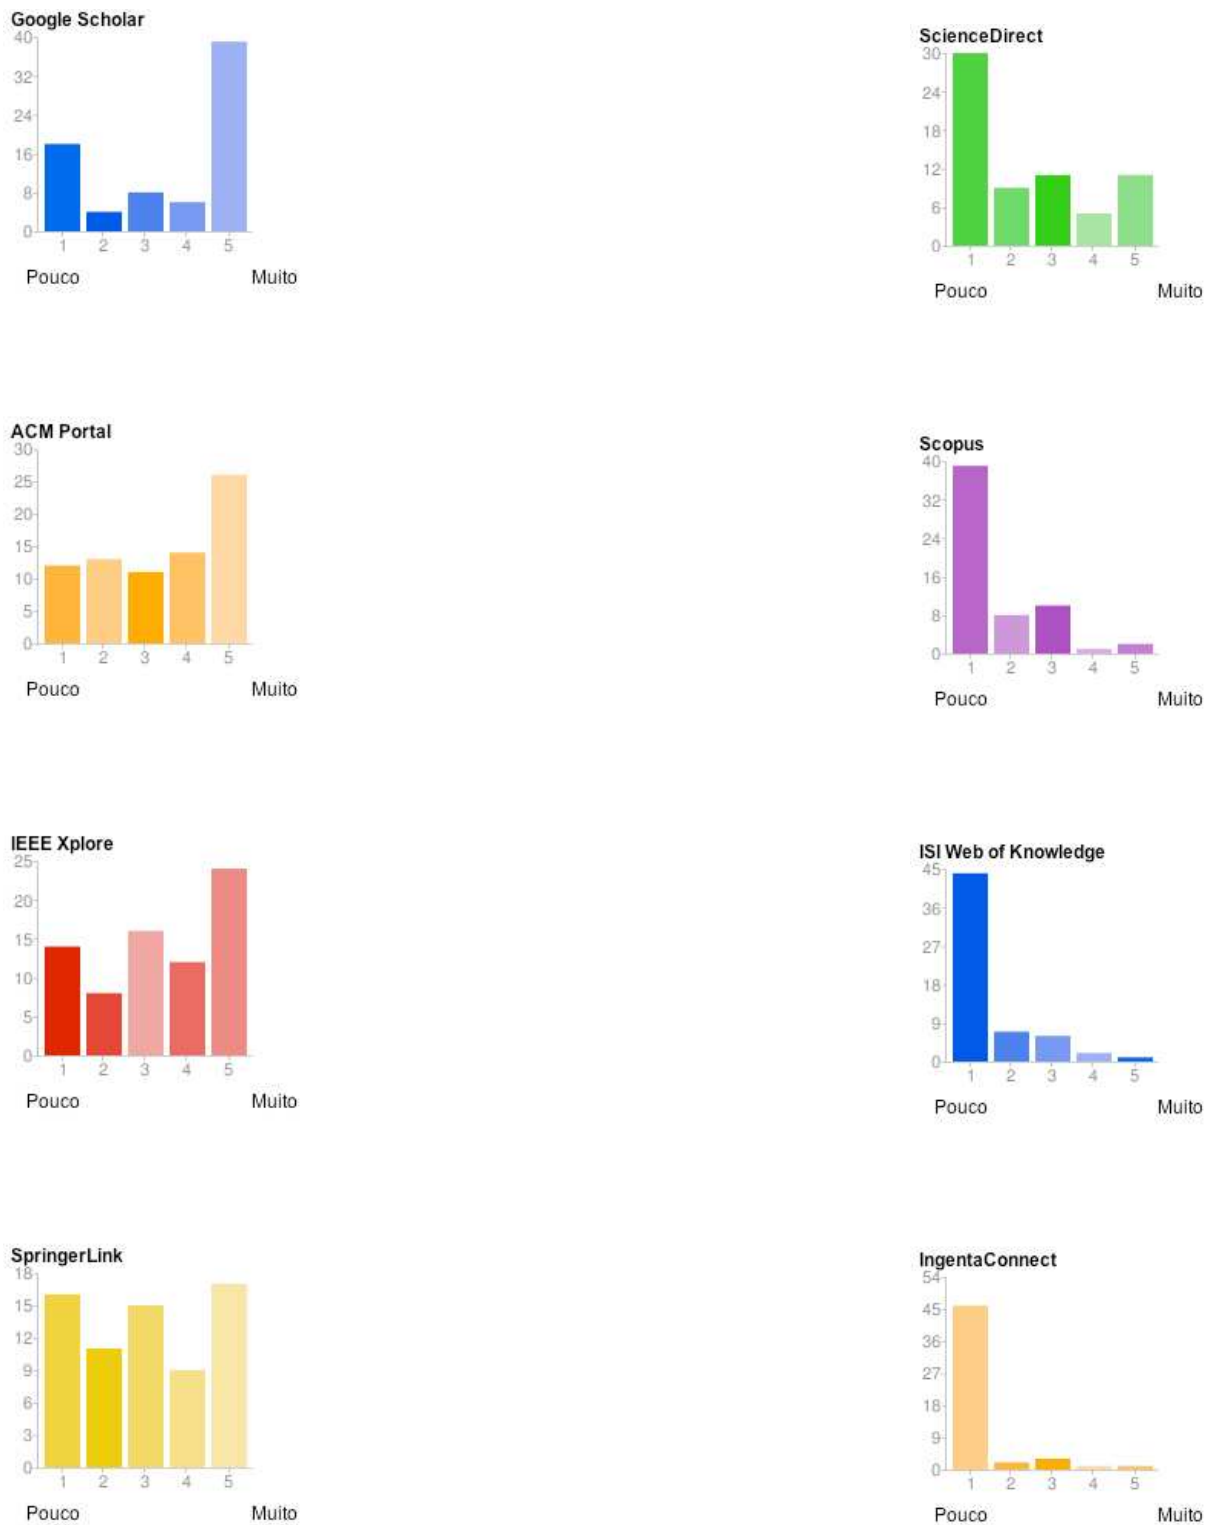 Google Scholar
40
32
24
16
8
0
1 2 3 4 5
Pouco Muito
ScienceDirect
30
24
18
12
6
0
1 2 3 4 5
Pouco Muito
ACM Portal
30
25
20
15
10
5
0
1 2 3 4 5
Pouco Muito
Scopus
40
32
24
16
8
0
1 2 3 4 5
Pouco Muito
IEEE Xplore
25
20
15
10
5
0
1 2 3 4 5
Pouco Muito
ISI Web of Knowledge
45
36
27
18
9
0
1 2 3 4 5
Pouco Muito
SpringerLink
18
15
12
9
6
3
0
1 2 3 4 5
Pouco Muito
IngentaConnect
54
45
36
27
18
9
0
1 2 3 4 5
Pouco Muito